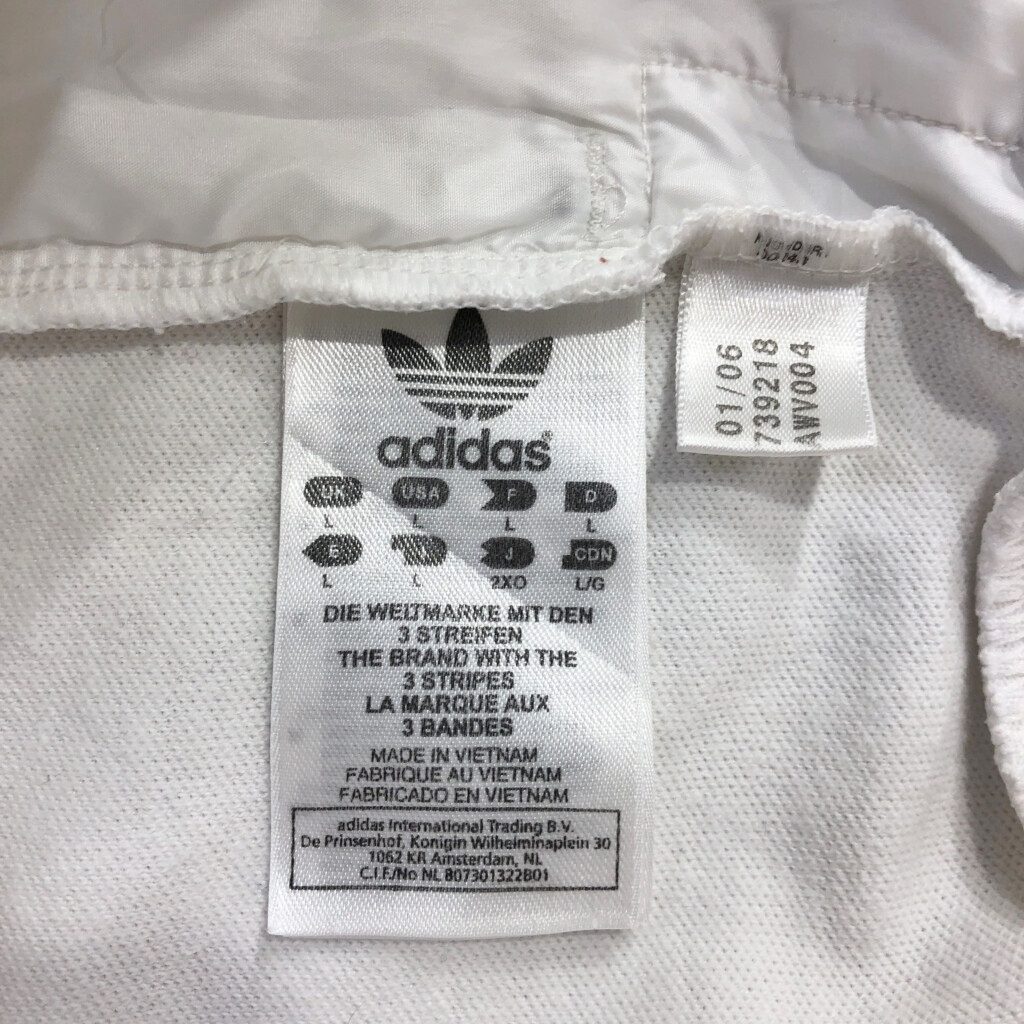 adidas
UK USA F D
L L L L
E I J CDN
L L 2XO L/G
DIE WELTMARKE MIT DEN
3 STREIFEN
THE BRAND WITH THE
3 STRIPES
LA MARQUE AUX
3 BANDES
MADE IN VIETNAM
FABRIQUE AU VIETNAM
FABRICADO EN VIETNAM
adidas International Trading B.V.
De Prinsenhof, Konigin Wilhelminaplein 30
1062 KR Amsterdam, NL
C.I.F./No NL 807301322B01
01/06
739218
AWV004